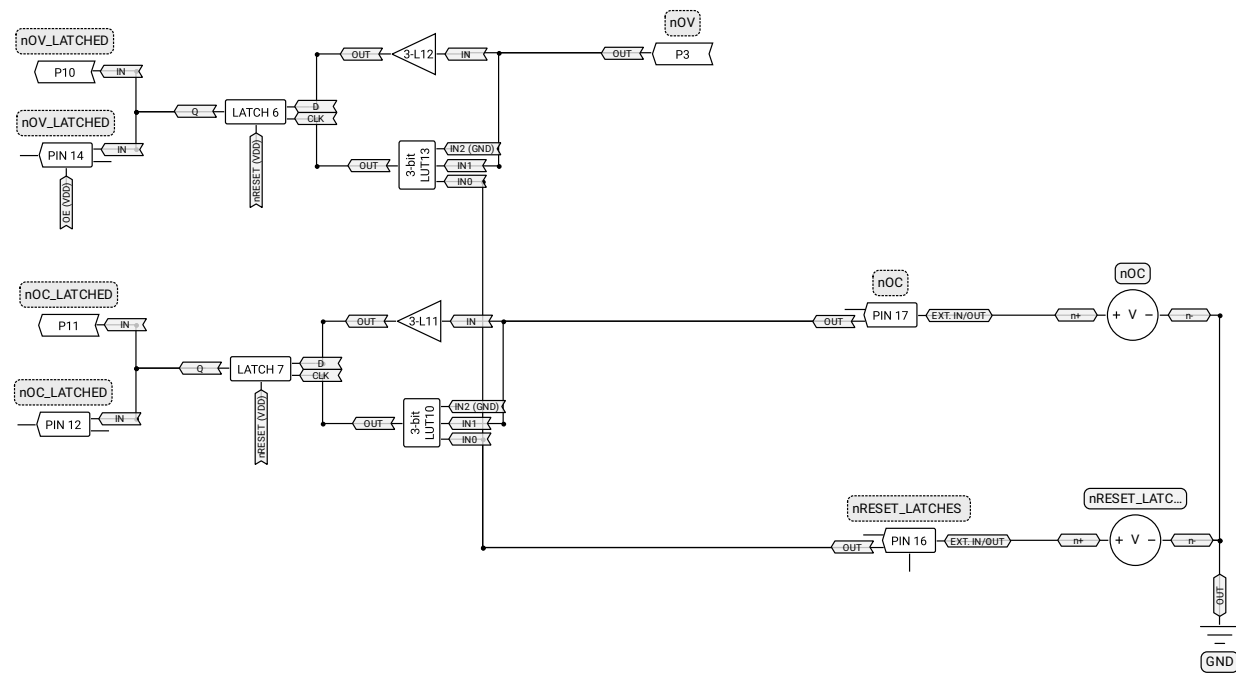 nOV_LATCHED
P10
IN
nOV_LATCHED
PIN 14
IN
OE (VDD)
Q
LATCH 6
D
CLK
nRESET (VDD)
OUT
3-L12
IN
OUT
3-bit
LUT13
IN2 (GND)
IN1
IN0
nOV
OUT
P3
nOC_LATCHED
P11
IN
nOC_LATCHED
PIN 12
IN
Q
LATCH 7
D
CLK
nRESET (VDD)
OUT
3-L11
IN
OUT
3-bit
LUT10
IN2 (GND)
IN1
IN0
nOC
OUT
PIN 17
EXT. IN/OUT
nOC
n+
+ V −
n-
nRESET_LATCHES
OUT
PIN 16
EXT. IN/OUT
nRESET_LATC...
n+
+ V −
n-
OUT
GND